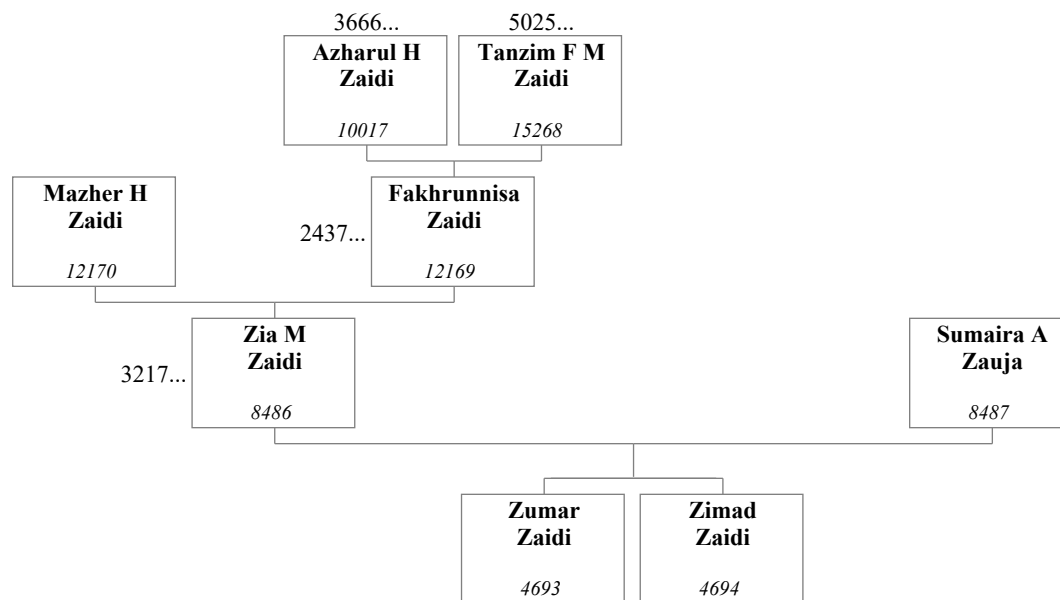 3666...
5025...
Azharul H
Zaidi
10017
Tanzim F M
Zaidi
15268
Mazher H
Zaidi
12170
2437...
Fakhrunnisa
Zaidi
12169
3217...
Zia M
Zaidi
8486
Sumaira A
Zauja
8487
Zumar
Zaidi
4693
Zimad
Zaidi
4694